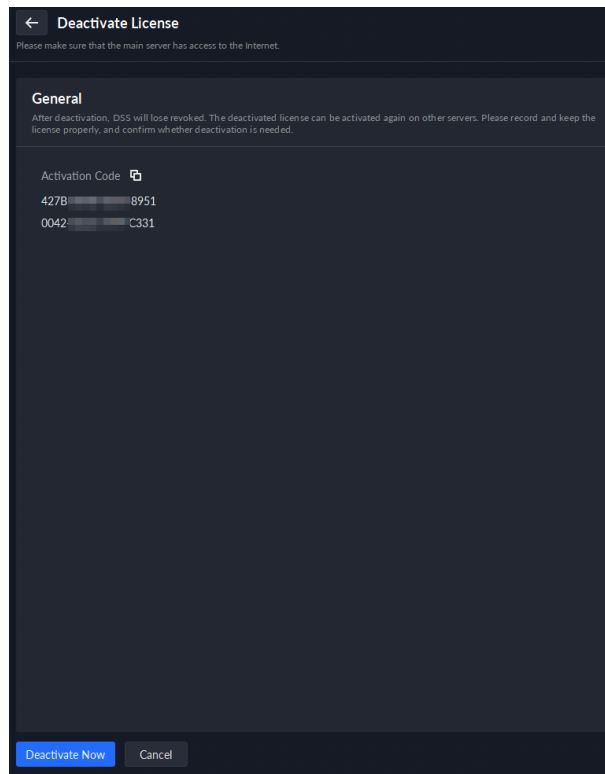 Deactivate License
Please make sure that the main server has access to the Internet.
General
After deactivation, DSS will lose revoked. The deactivated license can be activated again on other servers. Please record and keep the
license properly, and confirm whether deactivation is needed.
Activation Code
427B 8951
0042- C331
Deactivate Now
Cancel